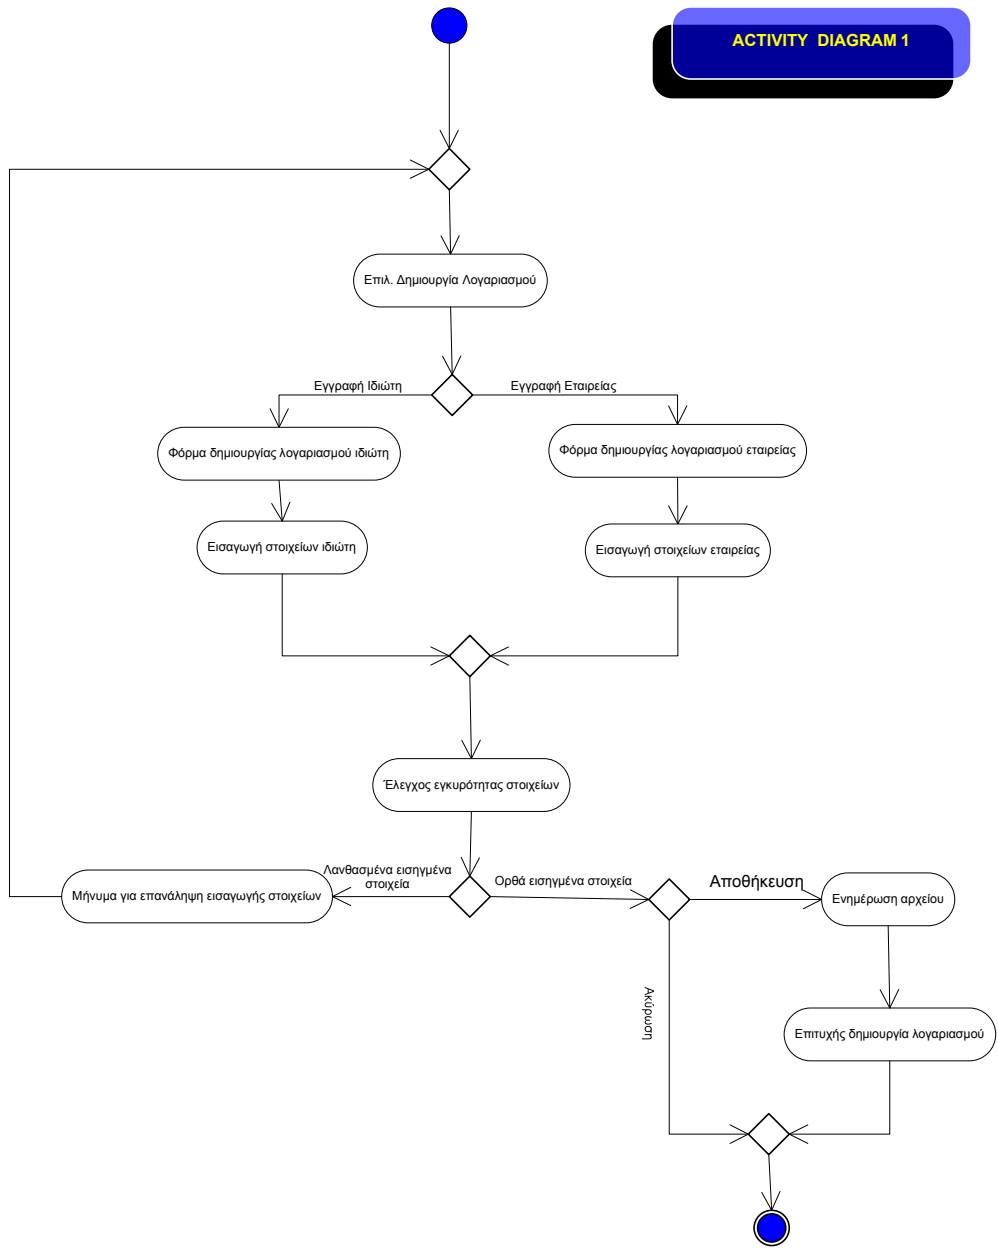 ACTIVITY DIAGRAM 1
Επιλ. Δημιουργία Λογαριασμού
Εγγραφή Ιδιώτη
Εγγραφή Εταιρείας
Φόρμα δημιουργίας λογαριασμού ιδιώτη
Φόρμα δημιουργίας λογαριασμού εταιρείας
Εισαγωγή στοιχείων ιδιώτη
Εισαγωγή στοιχείων εταιρείας
Έλεγχος εγκυρότητας στοιχείων
Λανθασμένα εισηγμένα
στοιχεία
Ορθά εισηγμένα στοιχεία
Αποθήκευση
Μήνυμα για επανάληψη εισαγωγής στοιχείων
Ενημέρωση αρχείου
Ακύρωση
Επιτυχής δημιουργία λογαριασμού